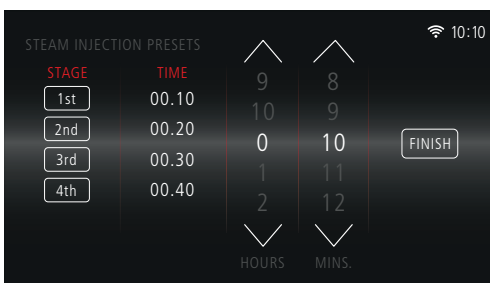 10:10
STEAM INJECTION PRESETS
STAGE TIME
1st 00.10
2nd 00.20
3rd 00.30
4th 00.40
9 8
10 9
0 10
1 11
2 12
HOURS MINS.
FINISH